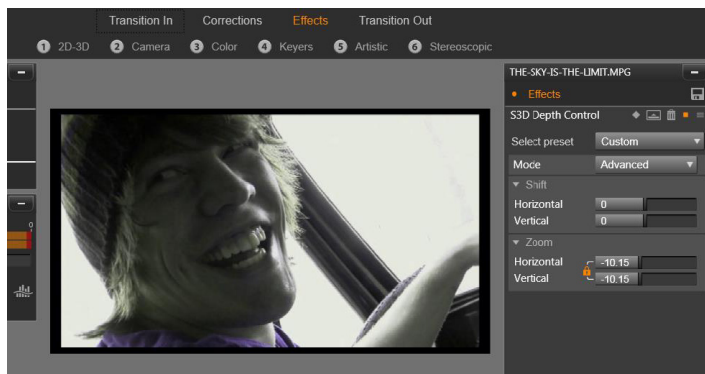 Transition In Corrections Effects Transition Out
1 2D-3D 2 Camera 3 Color 4 Keyers 5 Artistic 6 Stereoscopic
THE-SKY-IS-THE-LIMIT.MPG
Effects
S3D Depth Control
Select preset Custom
Mode Advanced
Shift
Horizontal 0
Vertical 0
Zoom
Horizontal -10.15
Vertical -10.15
0